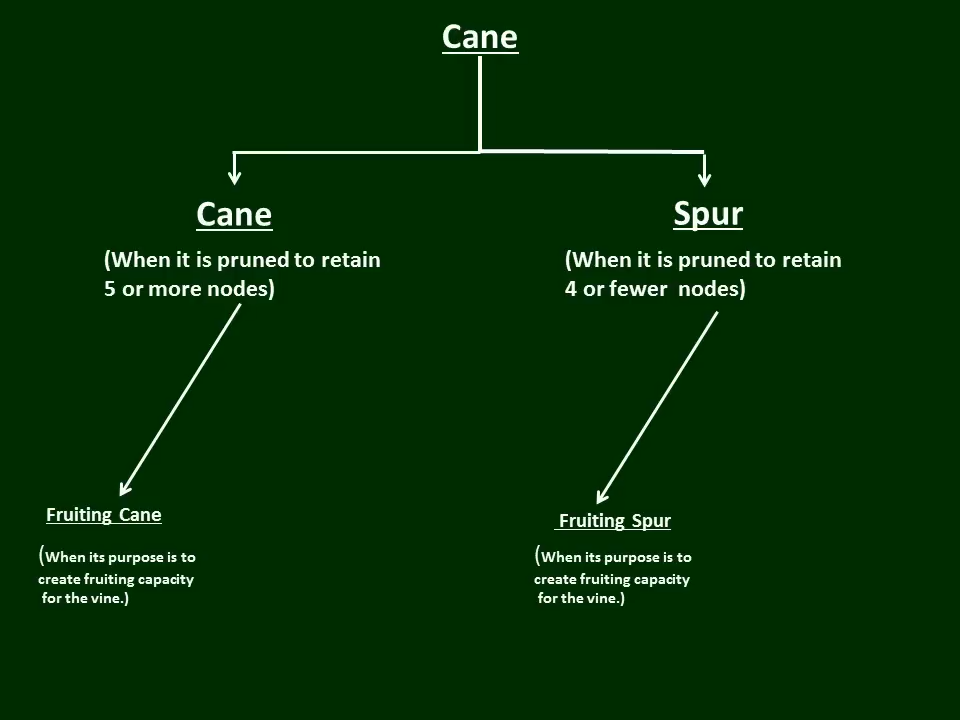 Cane
Cane
(When it is pruned to retain
5 or more nodes)
Spur
(When it is pruned to retain
4 or fewer  nodes)
Fruiting Cane
(When its purpose is to
create fruiting capacity
for the vine.)
Fruiting Spur
(When its purpose is to
create fruiting capacity
for the vine.)